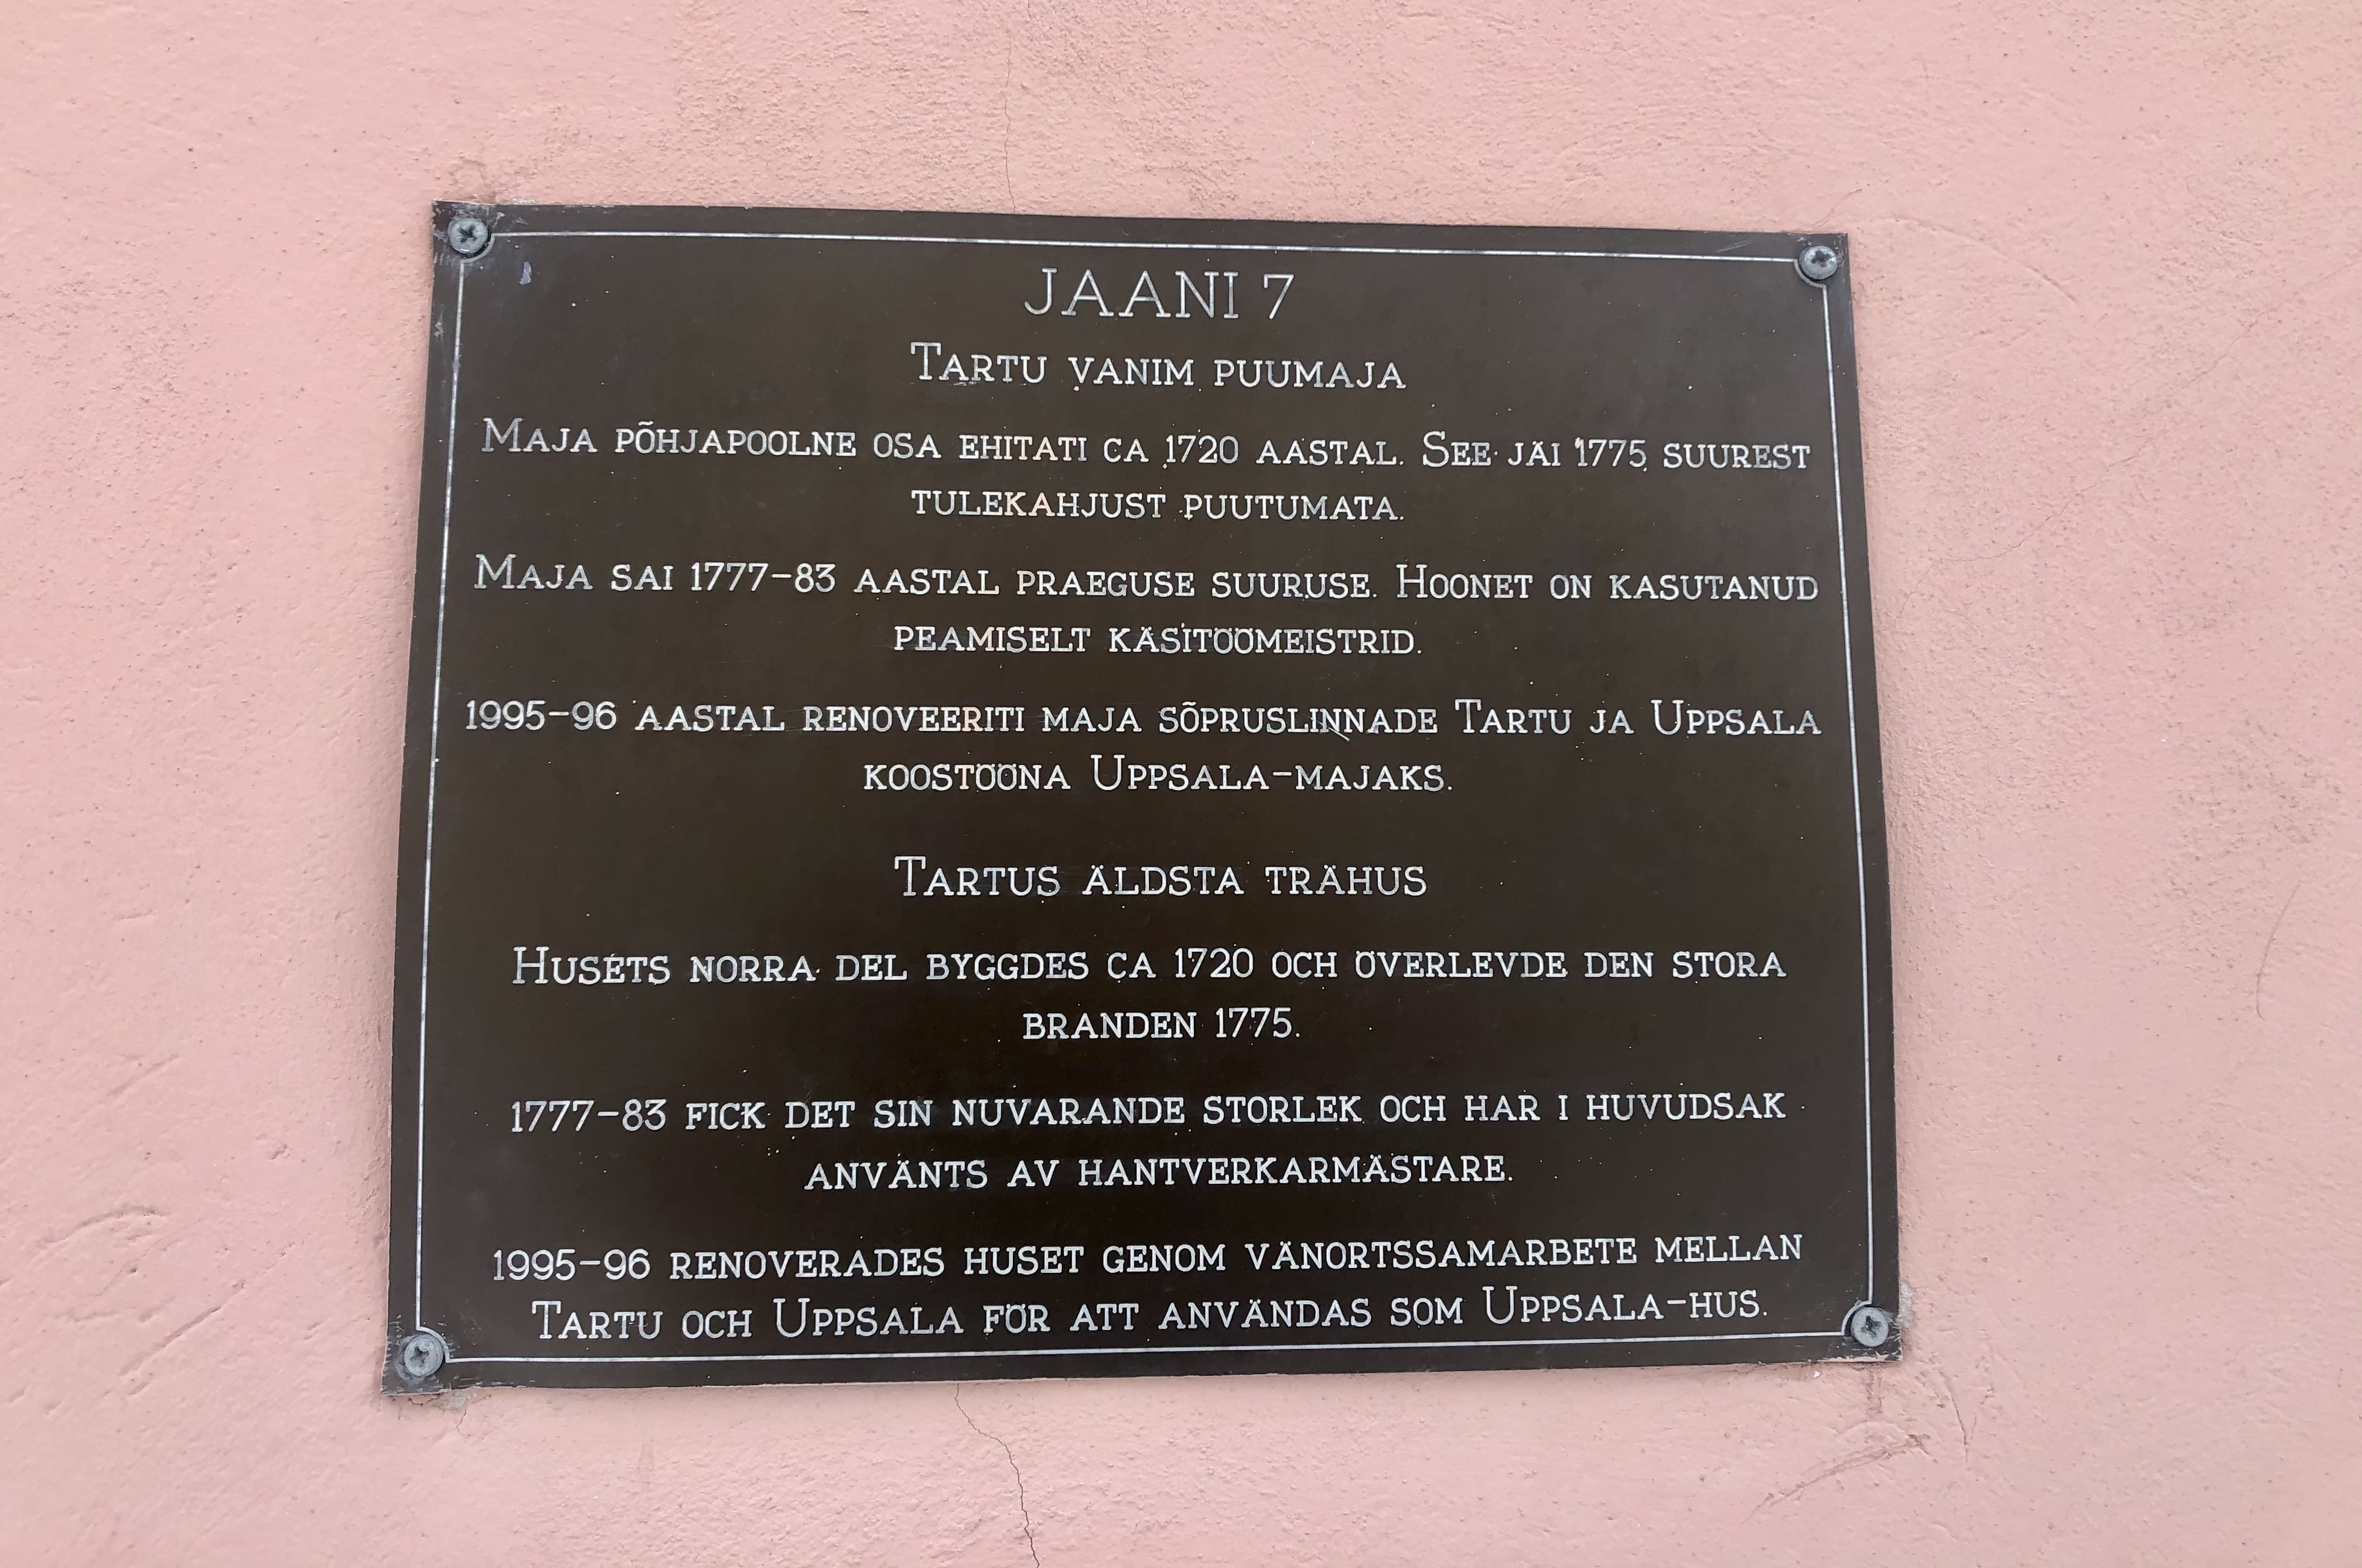 JAANI 7
TARTU VANIM PUUMAJA
MAJA PÕHJAPOOLNE OSA EHITATI CA 1720 AASTAL. SEE JÄI 1775 SUUREST
TULEKAHJUST PUUTUMATA.
MAJA SAI 1777-83 AASTAL PRAEGUSE SUURUSE. HOONET ON KASUTANUD
PEAMISELT KÄSITÖÖMEISTRID.
1995-96 AASTAL RENOVEERITI MAJA SÕPRUSLINNADE TARTU JA UPPSALA
KOOSTÖÖNA UPPSALA-MAJAKS.
TARTUS ÄLDSTA TRÄHUS
HUSETS NORRA DEL BYGGDES CA 1720 OCH ÖVERLEVDE DEN STORA
BRANDEN 1775.
1777-83 FICK DET SIN NUVARANDE STORLEK OCH HAR I HUVUDSAK
ANVÄNTS AV HANTVERKARMÄSTARE.
1995-96 RENOVERADES HUSET GENOM VÄNORTSSAMARBETE MELLAN
TARTU OCH UPPSALA FÖR ATT ANVÄNDAS SOM UPPSALA-HUS.